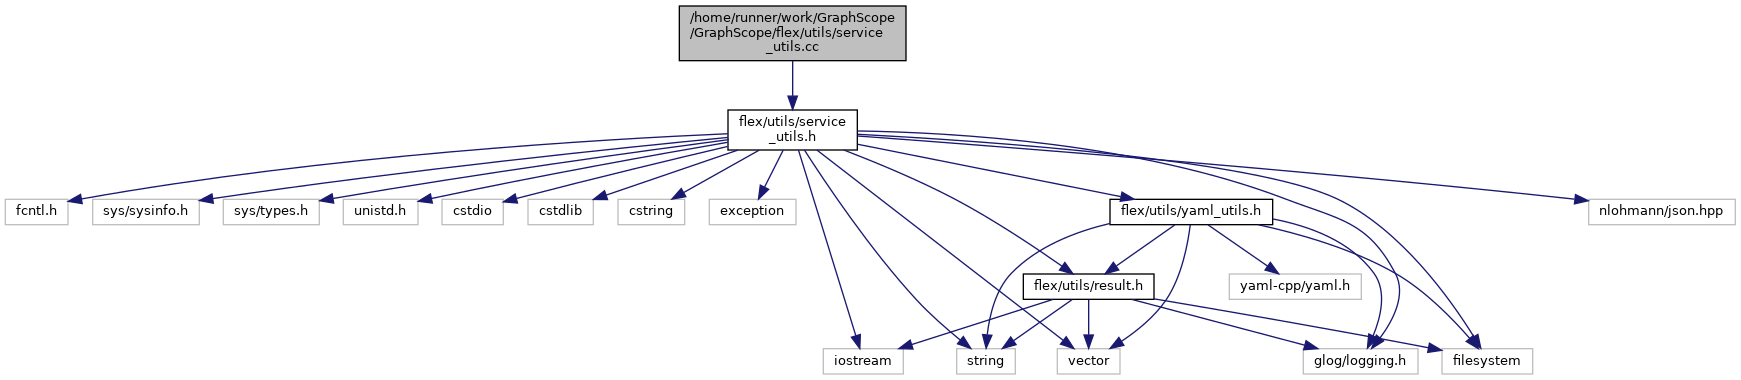 /home/runner/work/GraphScope
/GraphScope/flex/utils/service
_utils.cc
flex/utils/service
_utils.h
fcntl.h
sys/sysinfo.h
sys/types.h
unistd.h
cstdio
cstdlib
cstring
exception
flex/utils/yaml_utils.h
nlohmann/json.hpp
flex/utils/result.h
yaml-cpp/yaml.h
iostream
string
vector
glog/logging.h
filesystem